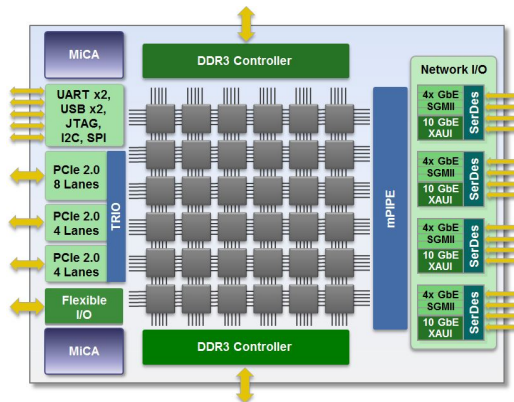 MiCA
DDR3 Controller
UART x2,
USB x2,
JTAG,
I2C, SPI
PCIe 2.0
8 Lanes
PCIe 2.0
4 Lanes
PCIe 2.0
4 Lanes
TRIO
Flexible
I/O
MiCA
DDR3 Controller
mPIPE
Network I/O
4x GbE
SGMII
10 GbE
XAUI
SerDes
4x GbE
SGMII
10 GbE
XAUI
SerDes
4x GbE
SGMII
10 GbE
XAUI
SerDes
4x GbE
SGMII
10 GbE
XAUI
SerDes